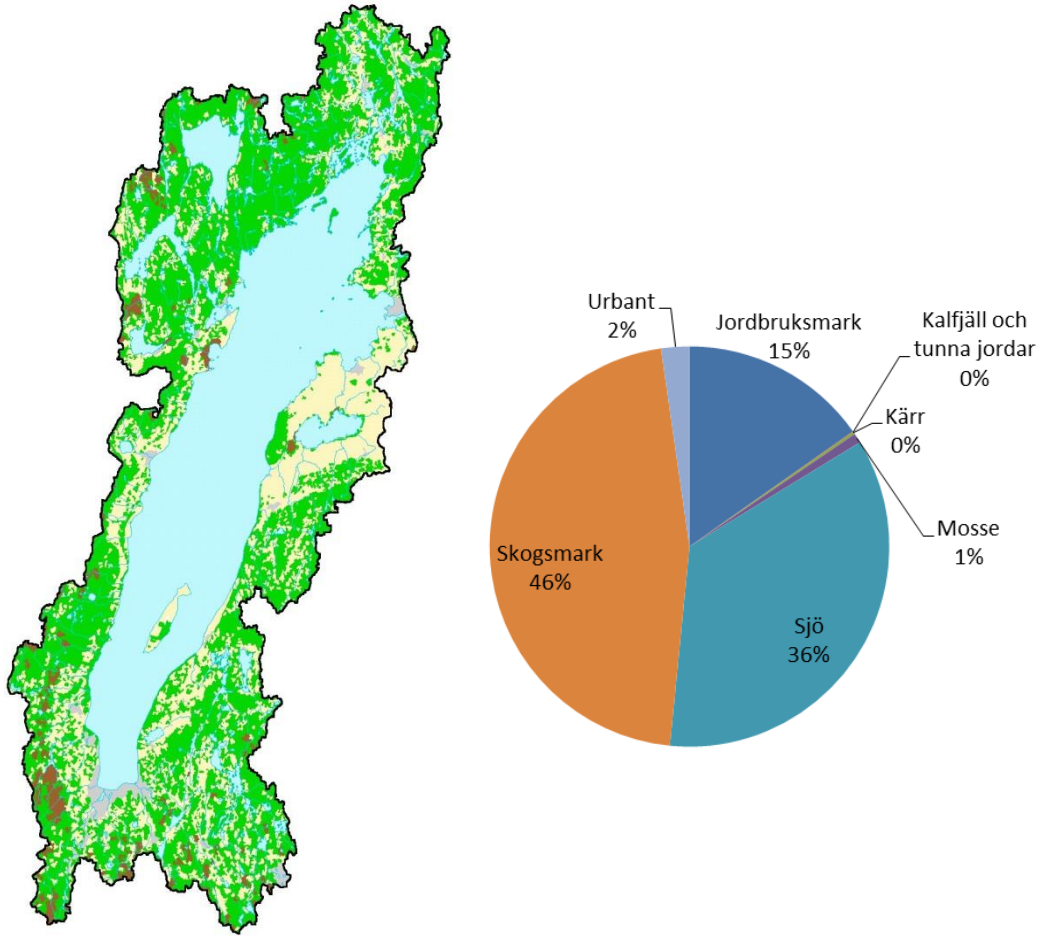 Urbant
2%
Jordbruksmark
15%
Kalfjäll och
tunna jordar
0%
Kärr
0%
Mosse
1%
Sjö
36%
Skogsmark
46%